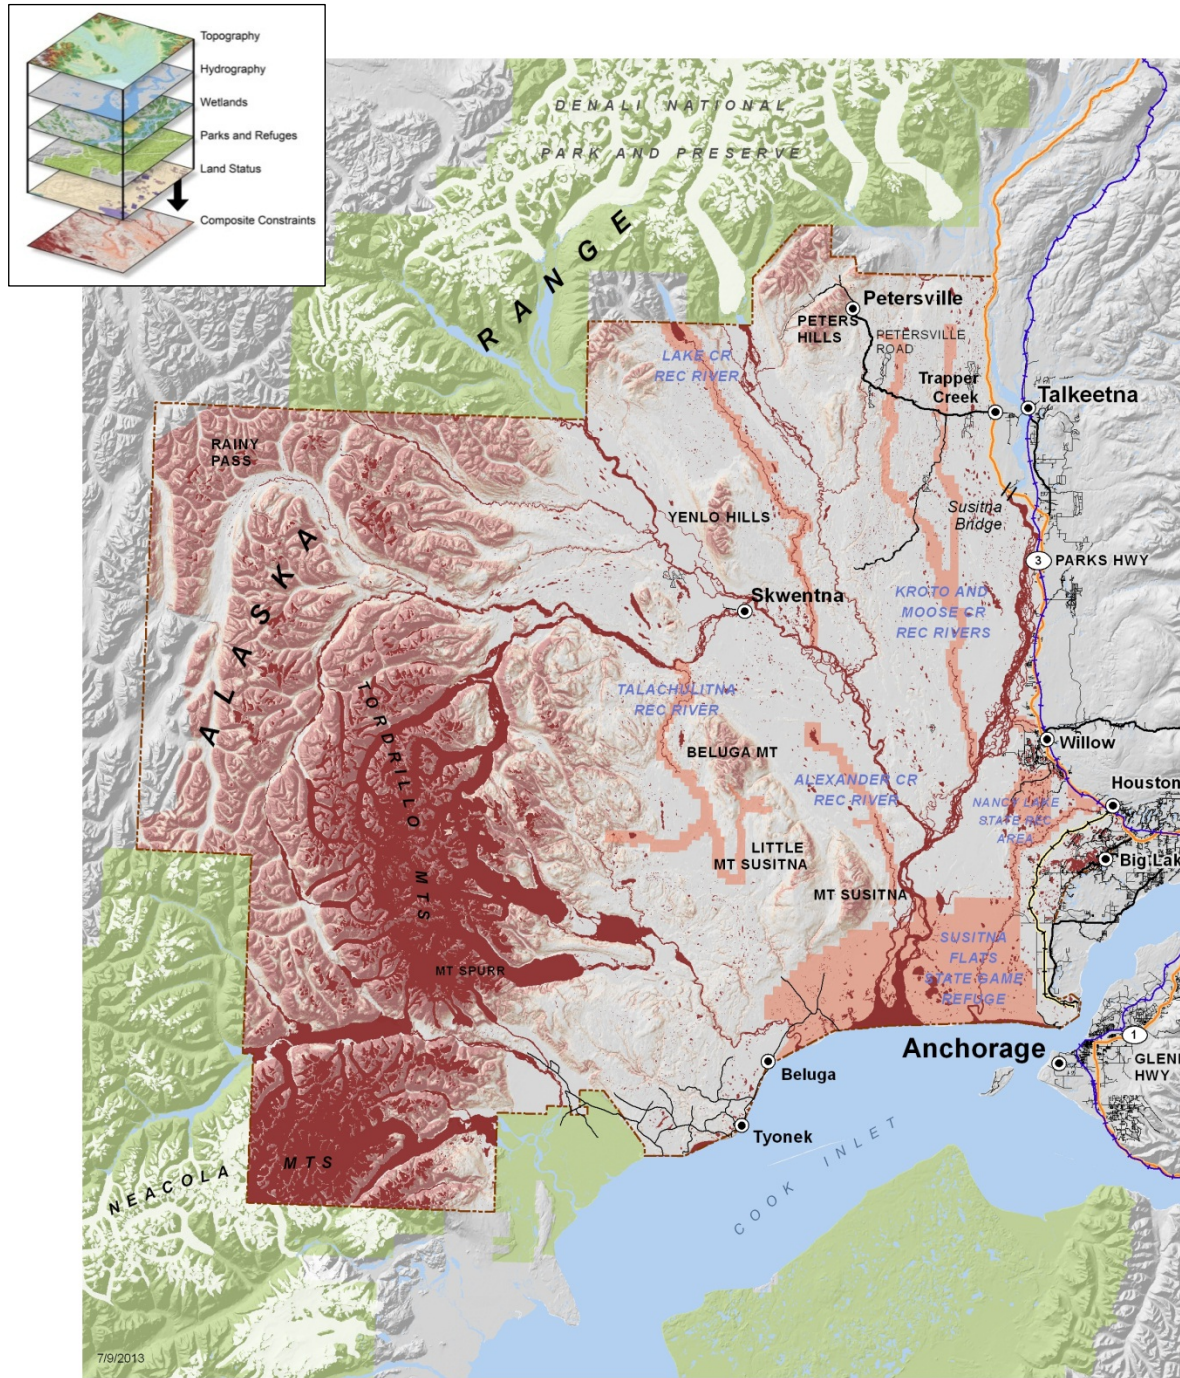 Topography
Hydrography
Wetlands
Parks and Refuges
Land Status
Composite Constraints
DENALI NATIONAL
PARK AND PRESERVE
RANGE
Petersville
PETERS
HILLS
PETERSVILLE
ROAD
LAKE CR
REC RIVER
Trapper
Creek
Talkeetna
RAINY
PASS
ALASKA
YENLO HILLS
Susitna
Bridge
3
PARKS HWY
Skwentna
KROTO AND
MOOSE CR
REC RIVERS
TORDRILLO MTS
TALACHULITNA
REC RIVER
BELUGA MT
Willow
ALEXANDER CR
REC RIVER
Houston
NANCY LAKE
STATE REC
AREA
LITTLE
MT SUSITNA
Big Lak
MT SUSITNA
SUSITNA
FLATS
STATE GAME
REFUGE
MT SPURR
Anchorage
1
GLEN
HWY
Beluga
Tyonek
COOK INLET
NEACOLA
MTS
7/9/2013